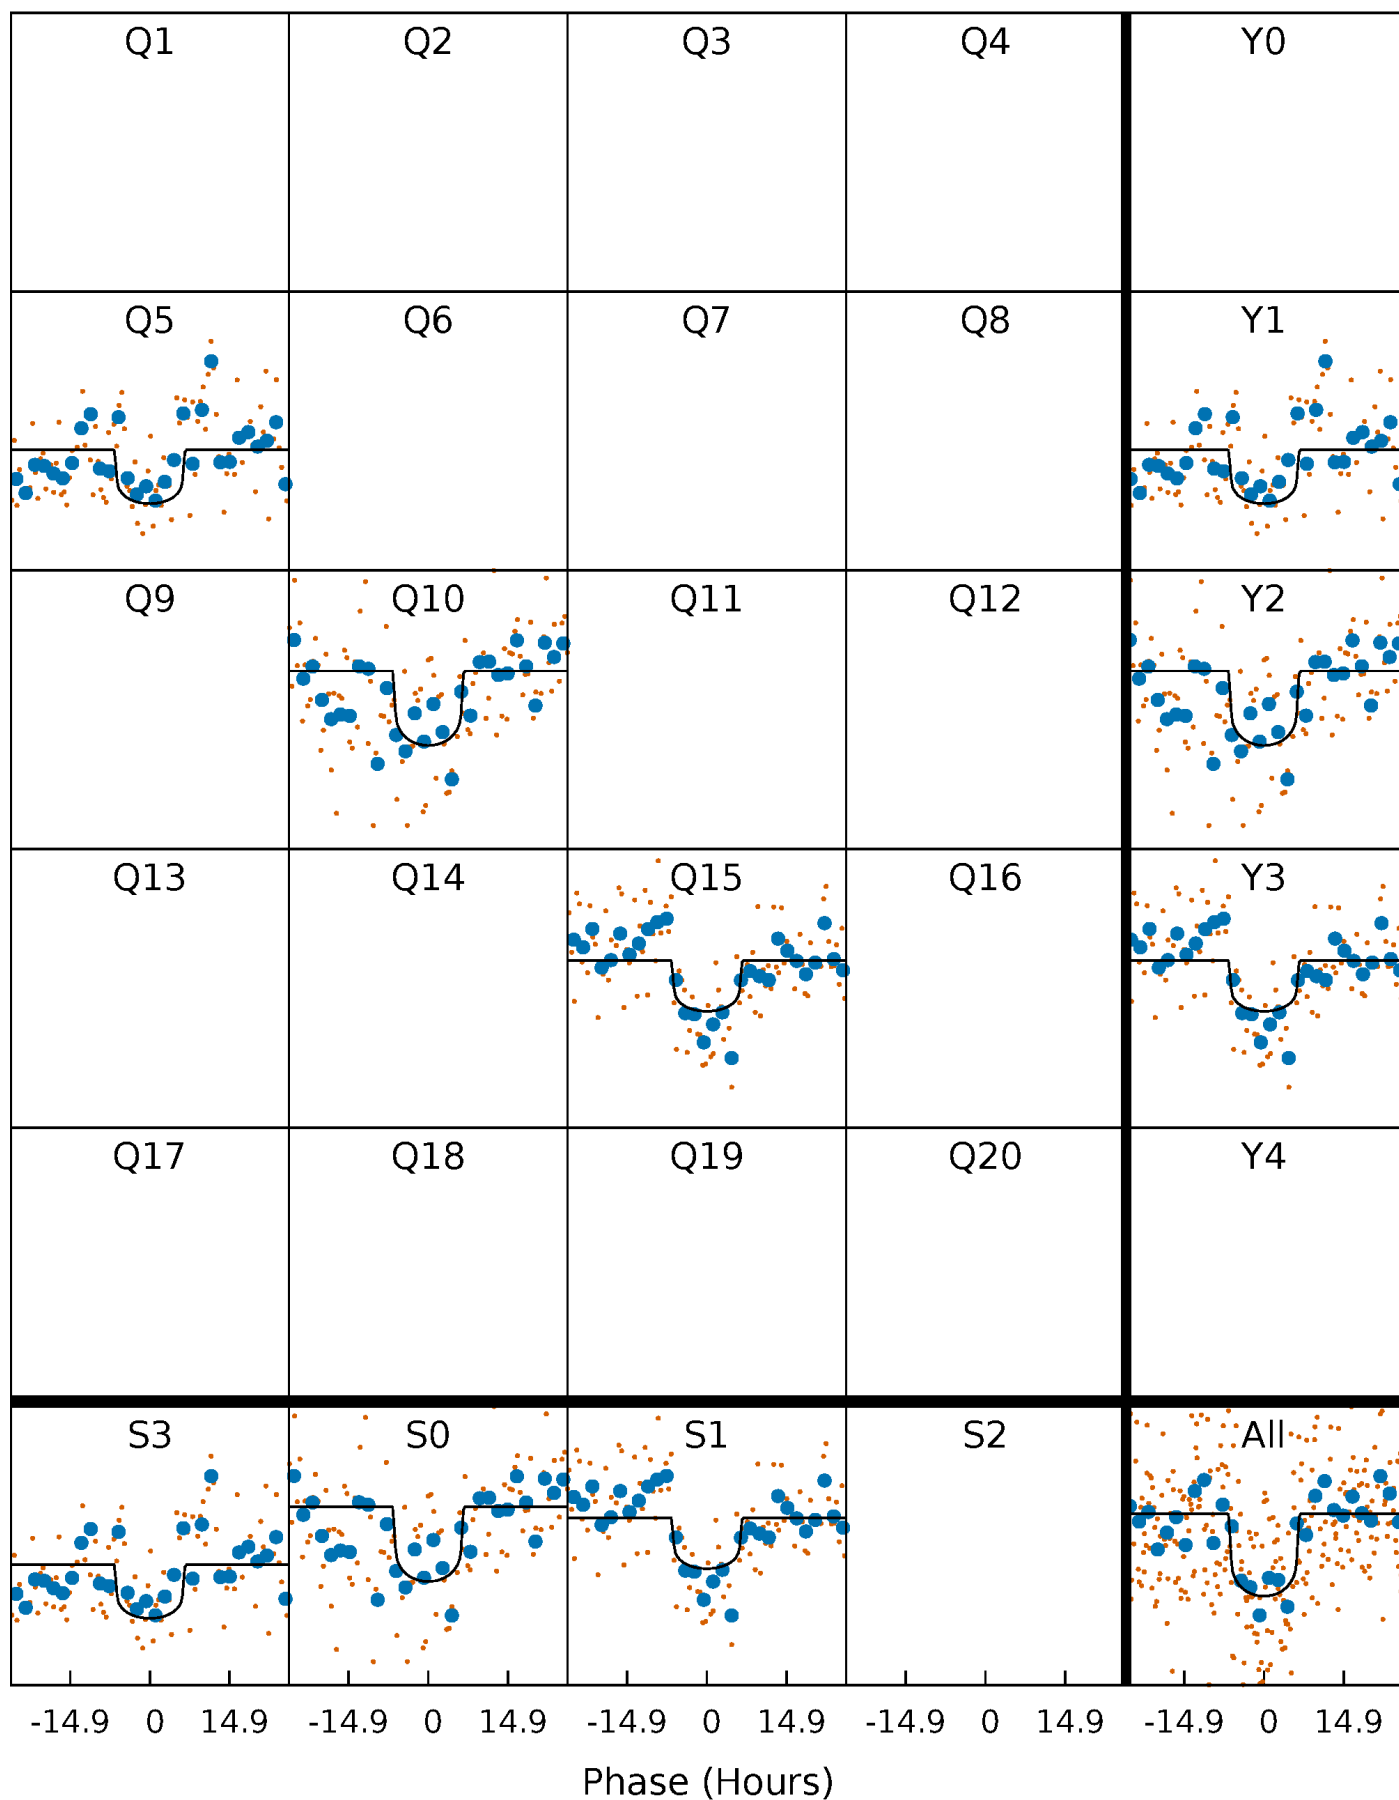 Q1 Q2 Q3 Q4 Y0
Q5 Q6 Q7 Q8 Y1
Q9 Q10 Q11 Q12 Y2
Q13 Q14 Q15 Q16 Y3
Q17 Q18 Q19 Q20 Y4
S3 S0 S1 S2 All
-14.9 0 14.9 -14.9 0 14.9 -14.9 0 14.9 -14.9 0 14.9 -14.9 0 14.9
Phase (Hours)